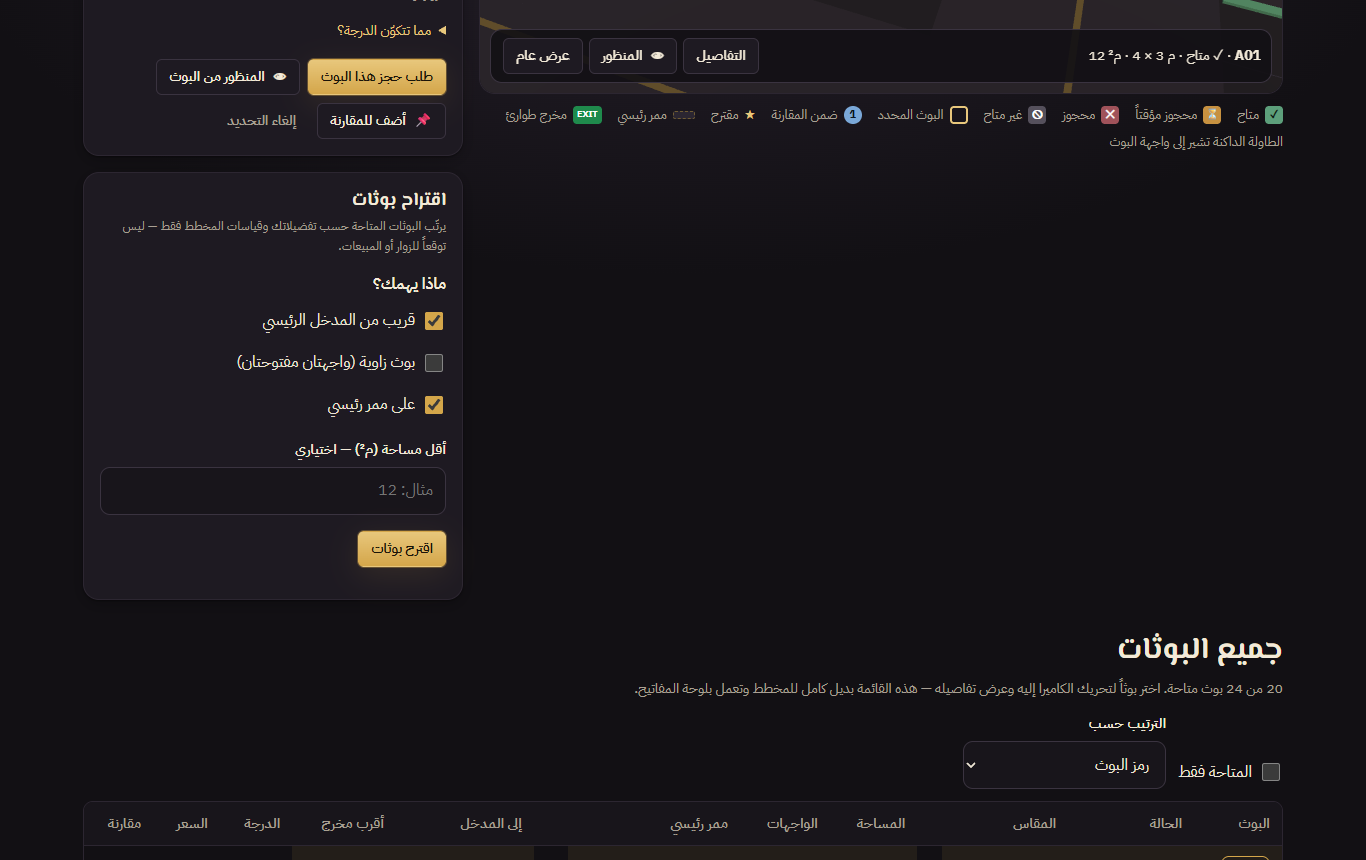 A01 · ✓ متاح · م 3 × 4 · م² 12
التفاصيل
المنظور
عرض عام
متاح
محجوز مؤقتاً
محجوز
غير متاح
البوث المحدد
1 ضمن المقارنة
مقترح
ممر رئيسي
EXIT مخرج طوارئ
الطاولة الداكنة تشير إلى واجهة البوث
مما تتكوّن الدرجة؟
طلب حجز هذا البوث
المنظور من البوث
أضف للمقارنة
إلغاء التحديد
اقتراح بوثات
يرتّب البوثات المتاحة حسب تفضيلاتك وقياسات المخطط فقط — ليس
توقعاً للزوار أو المبيعات.
ماذا يهمك؟
قريب من المدخل الرئيسي
بوث زاوية (واجهتان مفتوحتان)
على ممر رئيسي
أقل مساحة (م²) — اختياري
مثال: 12
اقترح بوثات
جميع البوثات
20 من 24 بوث متاحة. اختر بوثاً لتحريك الكاميرا إليه وعرض تفاصيله — هذه القائمة بديل كامل للمخطط وتعمل بلوحة المفاتيح.
الترتيب حسب
المتاحة فقط
رمز البوث
البوث الحالة المقاس المساحة الواجهات ممر رئيسي إلى المدخل أقرب مخرج الدرجة السعر مقارنة